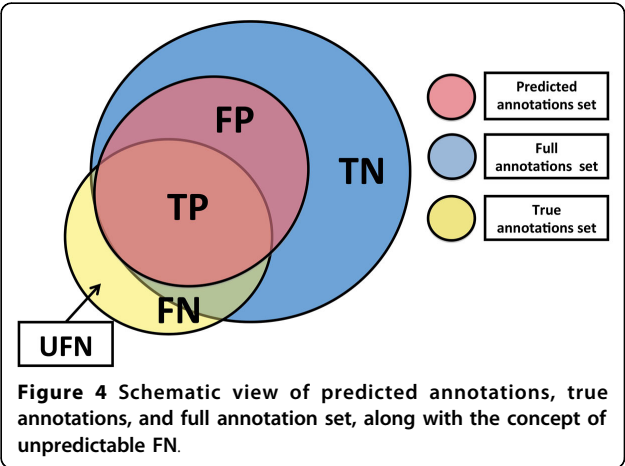 FP
TN
TP
FN
UFN
Predicted
annotations set
Full
annotations set
True
annotations set
Figure 4 Schematic view of predicted annotations, true
annotations, and full annotation set, along with the concept of
unpredictable FN.